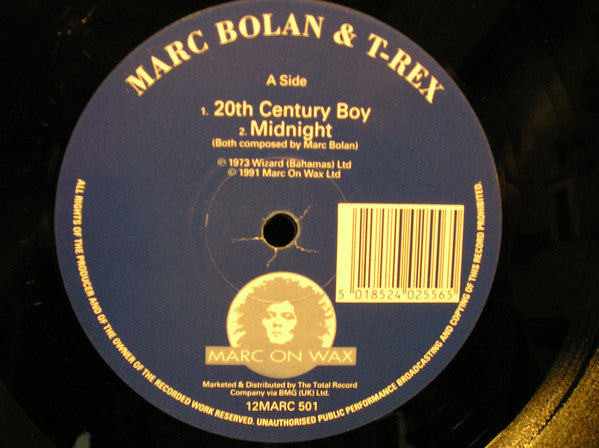 MARC BOLAN & T-REX
A Side
1. 20th Century Boy
2. Midnight
(Both composed by Marc Bolan)
℗ 1973 Wizard (Bahamas) Ltd
© 1991 Marc On Wax Ltd
5 018524 025565
MARC ON WAX
Marketed & Distributed by The Total Record
Company via BMG (UK) Ltd.
12MARC 501
ALL RIGHTS OF THE PRODUCER AND OF THE OWNER OF THE RECORDED WORK RESERVED. UNAUTHORISED PUBLIC PERFORMANCE BROADCASTING AND COPYING OF THIS RECORD PROHIBITED.